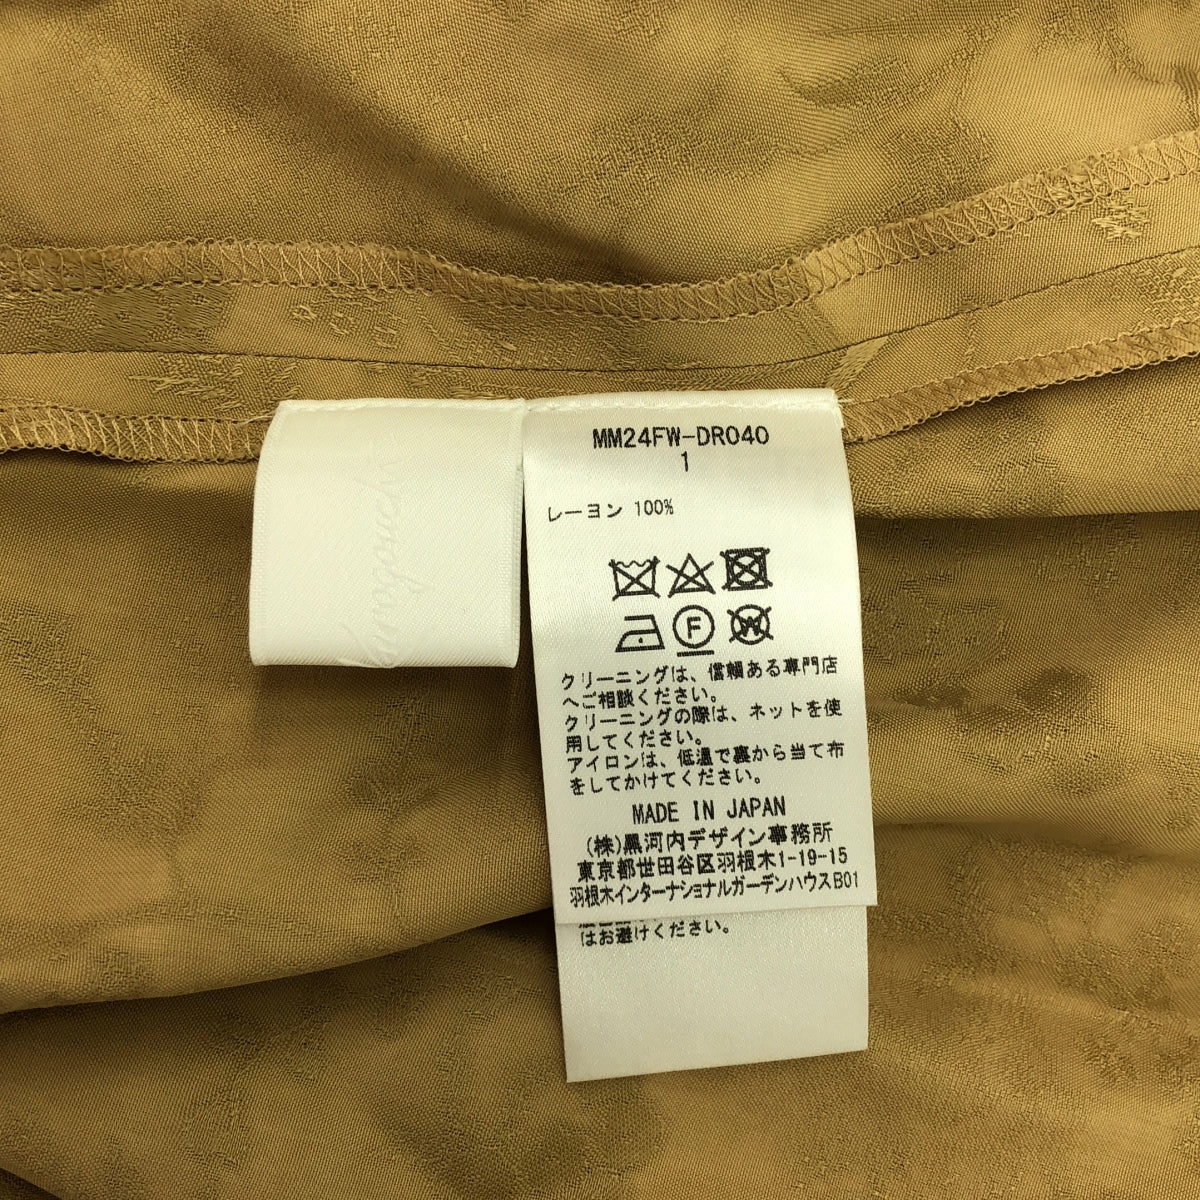 MM24FW-DR040
1
レーヨン 100%
F
W
クリーニングは、信頼ある専門店
へご相談ください。
クリーニングの際は、ネットを使
用してください。
アイロンは、低温で裏から当て布
をしてかけてください。
MADE IN JAPAN
(株)黒河内デザイン事務所
東京都世田谷区羽根木1-19-15
羽根木インターナショナルガーデンハウスB01
はお避けください。